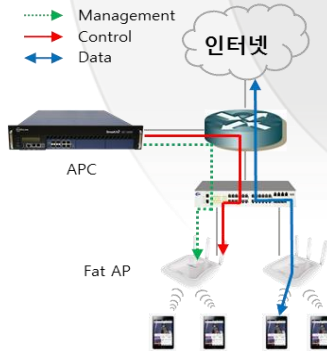 Management
Control
Data
인터넷
APC
Fat AP